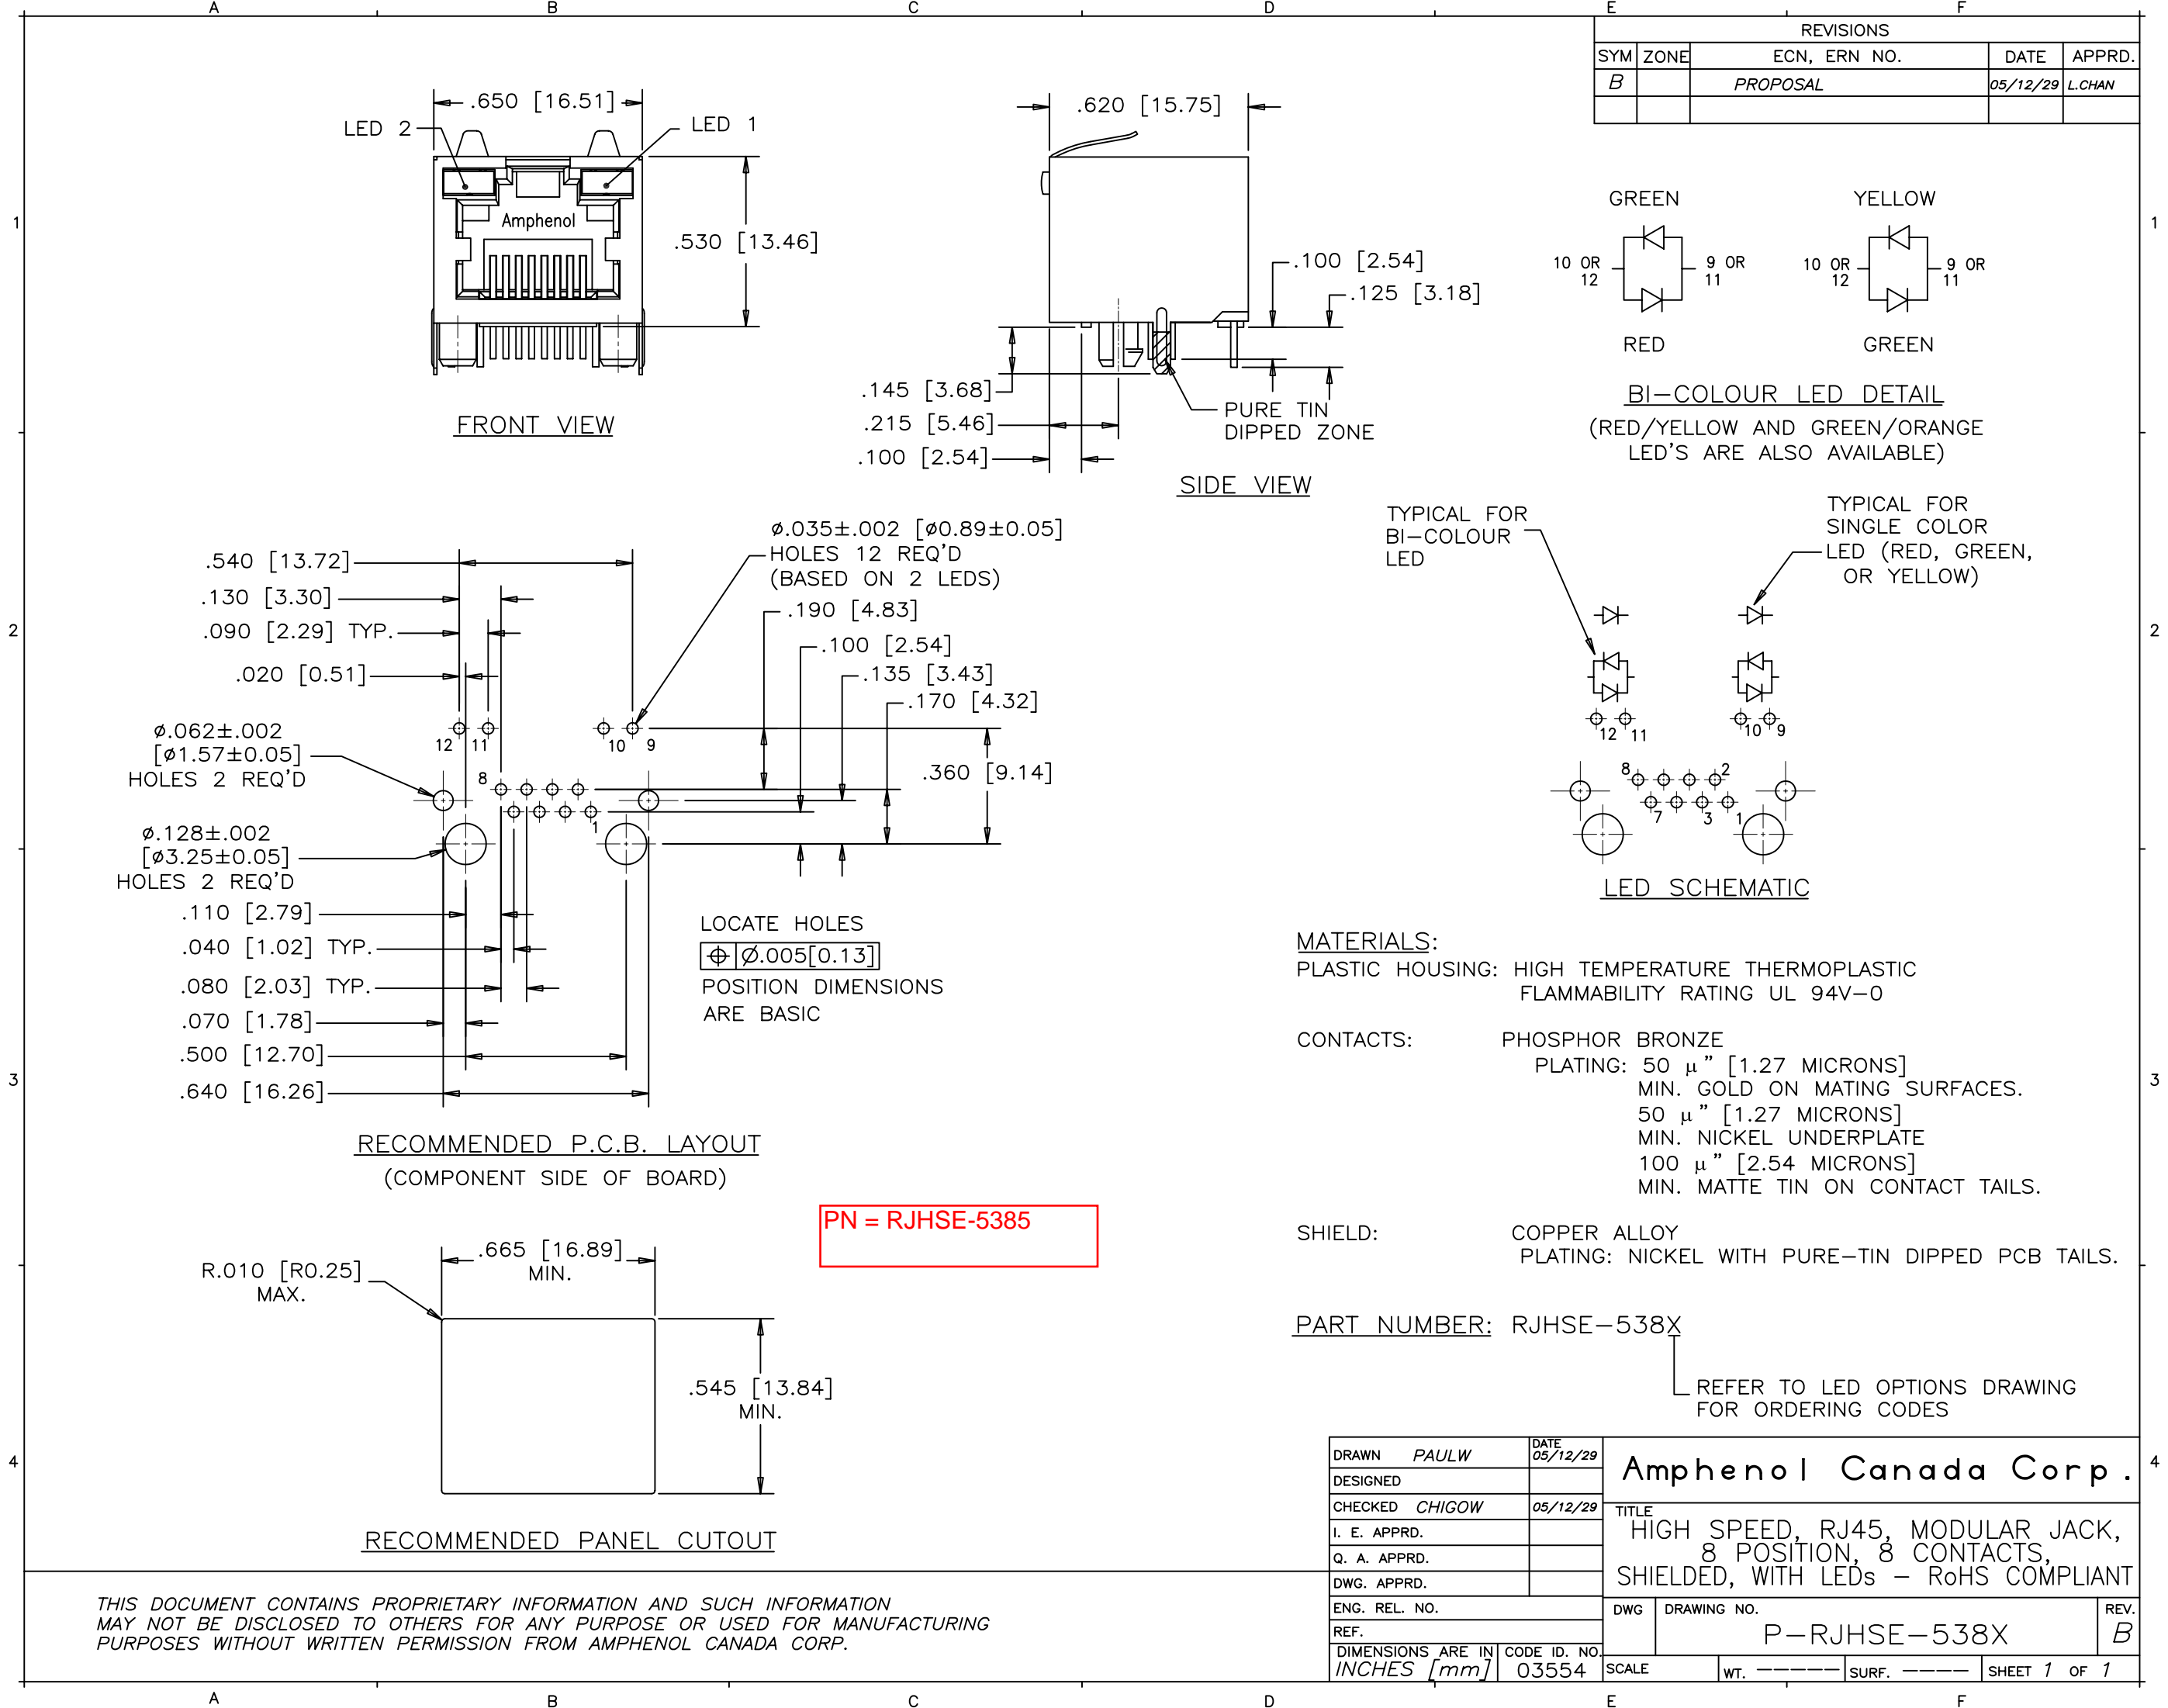 A B C D E F
REVISIONS
SYM ZONE ECN, ERN NO. DATE APPRD.
B PROPOSAL 05/12/29 L.CHAN
1
2
3
4
1
2
3
4
.650 [16.51]
LED 2
LED 1
Amphenol
.530 [13.46]
FRONT VIEW
.620 [15.75]
.100 [2.54]
.125 [3.18]
.145 [3.68]
.215 [5.46]
.100 [2.54]
PURE TIN
DIPPED ZONE
SIDE VIEW
GREEN
10 OR
12
9 OR
11
RED
YELLOW
10 OR
12
9 OR
11
GREEN
BI-COLOUR LED DETAIL
(RED/YELLOW AND GREEN/ORANGE
LED'S ARE ALSO AVAILABLE)
.540 [13.72]
.130 [3.30]
.090 [2.29] TYP.
.020 [0.51]
ø.062±.002
[ø1.57±0.05]
HOLES 2 REQ'D
ø.128±.002
[ø3.25±0.05]
HOLES 2 REQ'D
.110 [2.79]
.040 [1.02] TYP.
.080 [2.03] TYP.
.070 [1.78]
.500 [12.70]
.640 [16.26]
ø.035±.002 [ø0.89±0.05]
HOLES 12 REQ'D
(BASED ON 2 LEDS)
.190 [4.83]
.100 [2.54]
.135 [3.43]
.170 [4.32]
.360 [9.14]
12 11 10 9
8
1
LOCATE HOLES
⌖ Ø.005[0.13]
POSITION DIMENSIONS
ARE BASIC
RECOMMENDED P.C.B. LAYOUT
(COMPONENT SIDE OF BOARD)
TYPICAL FOR
BI-COLOUR
LED
TYPICAL FOR
SINGLE COLOR
LED (RED, GREEN,
OR YELLOW)
12 11 10 9
8 2
7 3 1
LED SCHEMATIC
MATERIALS:
PLASTIC HOUSING: HIGH TEMPERATURE THERMOPLASTIC
FLAMMABILITY RATING UL 94V-0
CONTACTS: PHOSPHOR BRONZE
PLATING: 50 µ" [1.27 MICRONS]
MIN. GOLD ON MATING SURFACES.
50 µ" [1.27 MICRONS]
MIN. NICKEL UNDERPLATE
100 µ" [2.54 MICRONS]
MIN. MATTE TIN ON CONTACT TAILS.
SHIELD: COPPER ALLOY
PLATING: NICKEL WITH PURE-TIN DIPPED PCB TAILS.
PN = RJHSE-5385
PART NUMBER: RJHSE-538X
REFER TO LED OPTIONS DRAWING
FOR ORDERING CODES
.665 [16.89]
MIN.
R.010 [R0.25]
MAX.
.545 [13.84]
MIN.
RECOMMENDED PANEL CUTOUT
THIS DOCUMENT CONTAINS PROPRIETARY INFORMATION AND SUCH INFORMATION
MAY NOT BE DISCLOSED TO OTHERS FOR ANY PURPOSE OR USED FOR MANUFACTURING
PURPOSES WITHOUT WRITTEN PERMISSION FROM AMPHENOL CANADA CORP.
DRAWN PAULW DATE 05/12/29
DESIGNED
CHECKED CHIGOW 05/12/29
I. E. APPRD.
Q. A. APPRD.
DWG. APPRD.
ENG. REL. NO.
REF.
DIMENSIONS ARE IN
INCHES [mm]
CODE ID. NO.
03554
Amphenol Canada Corp.
TITLE
HIGH SPEED, RJ45, MODULAR JACK,
8 POSITION, 8 CONTACTS,
SHIELDED, WITH LEDs - RoHS COMPLIANT
DWG DRAWING NO. REV.
P-RJHSE-538X B
SCALE WT. ----- SURF. ---- SHEET 1 OF 1
A B C D E F